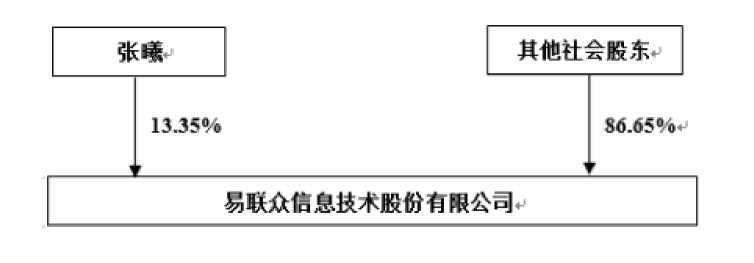 张曦
其他社会股东
13.35%
86.65%
易联众信息技术股份有限公司